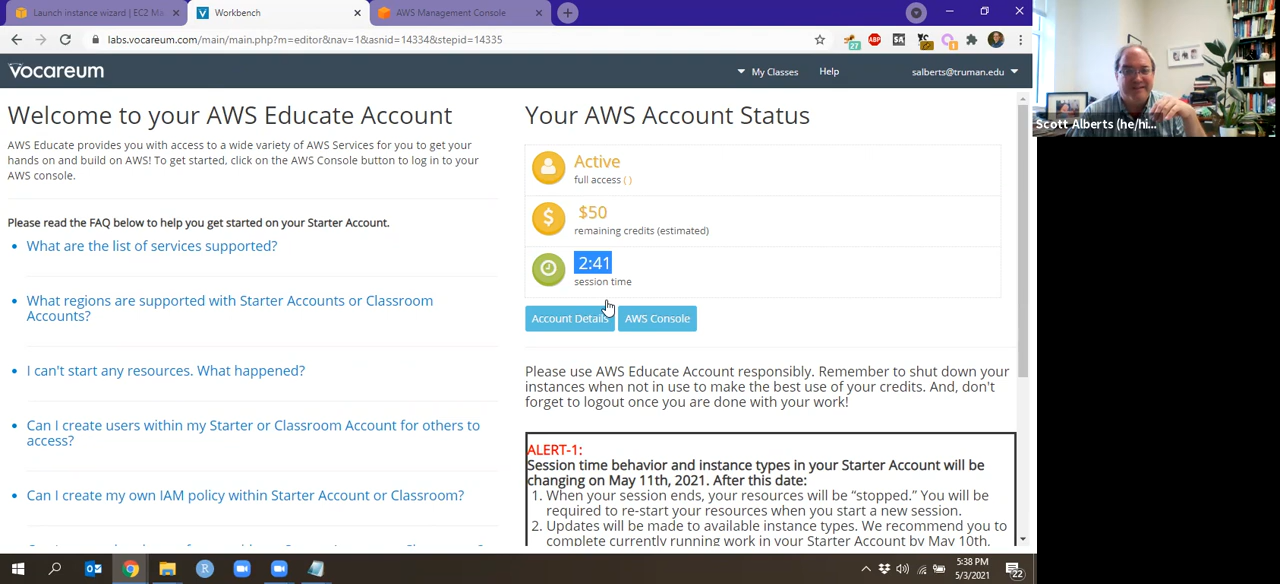 Launch instance wizard | EC2 M
Workbench
AWS Management Console
labs.vocareum.com/main/main.php?m=editor&nav=1&asnid=14334&stepid=14335
27
ABP
SA
1
Vocareum
My Classes
Help
salberts@truman.edu
Scott Alberts (he/hi...
Welcome to your AWS Educate Account
AWS Educate provides you with access to a wide variety of AWS Services for you to get your
hands on and build on AWS! To get started, click on the AWS Console button to log in to your
AWS console.
Please read the FAQ below to help you get started on your Starter Account.
• What are the list of services supported?
• What regions are supported with Starter Accounts or Classroom
Accounts?
• I can't start any resources. What happened?
• Can I create users within my Starter or Classroom Account for others to
access?
• Can I create my own IAM policy within Starter Account or Classroom?
Your AWS Account Status
Active
full access ()
$
$50
remaining credits (estimated)
2:41
session time
Account Details
AWS Console
Please use AWS Educate Account responsibly. Remember to shut down your
instances when not in use to make the best use of your credits. And, don't
forget to logout once you are done with your work!
ALERT-1:
Session time behavior and instance types in your Starter Account will be
changing on May 11th, 2021. After this date:
1. When your session ends, your resources will be “stopped.” You will be
required to re-start your resources when you start a new session.
2. Updates will be made to available instance types. We recommend you to
complete currently running work in your Starter Account by May 10th.
R
5:38 PM
5/3/2021
22